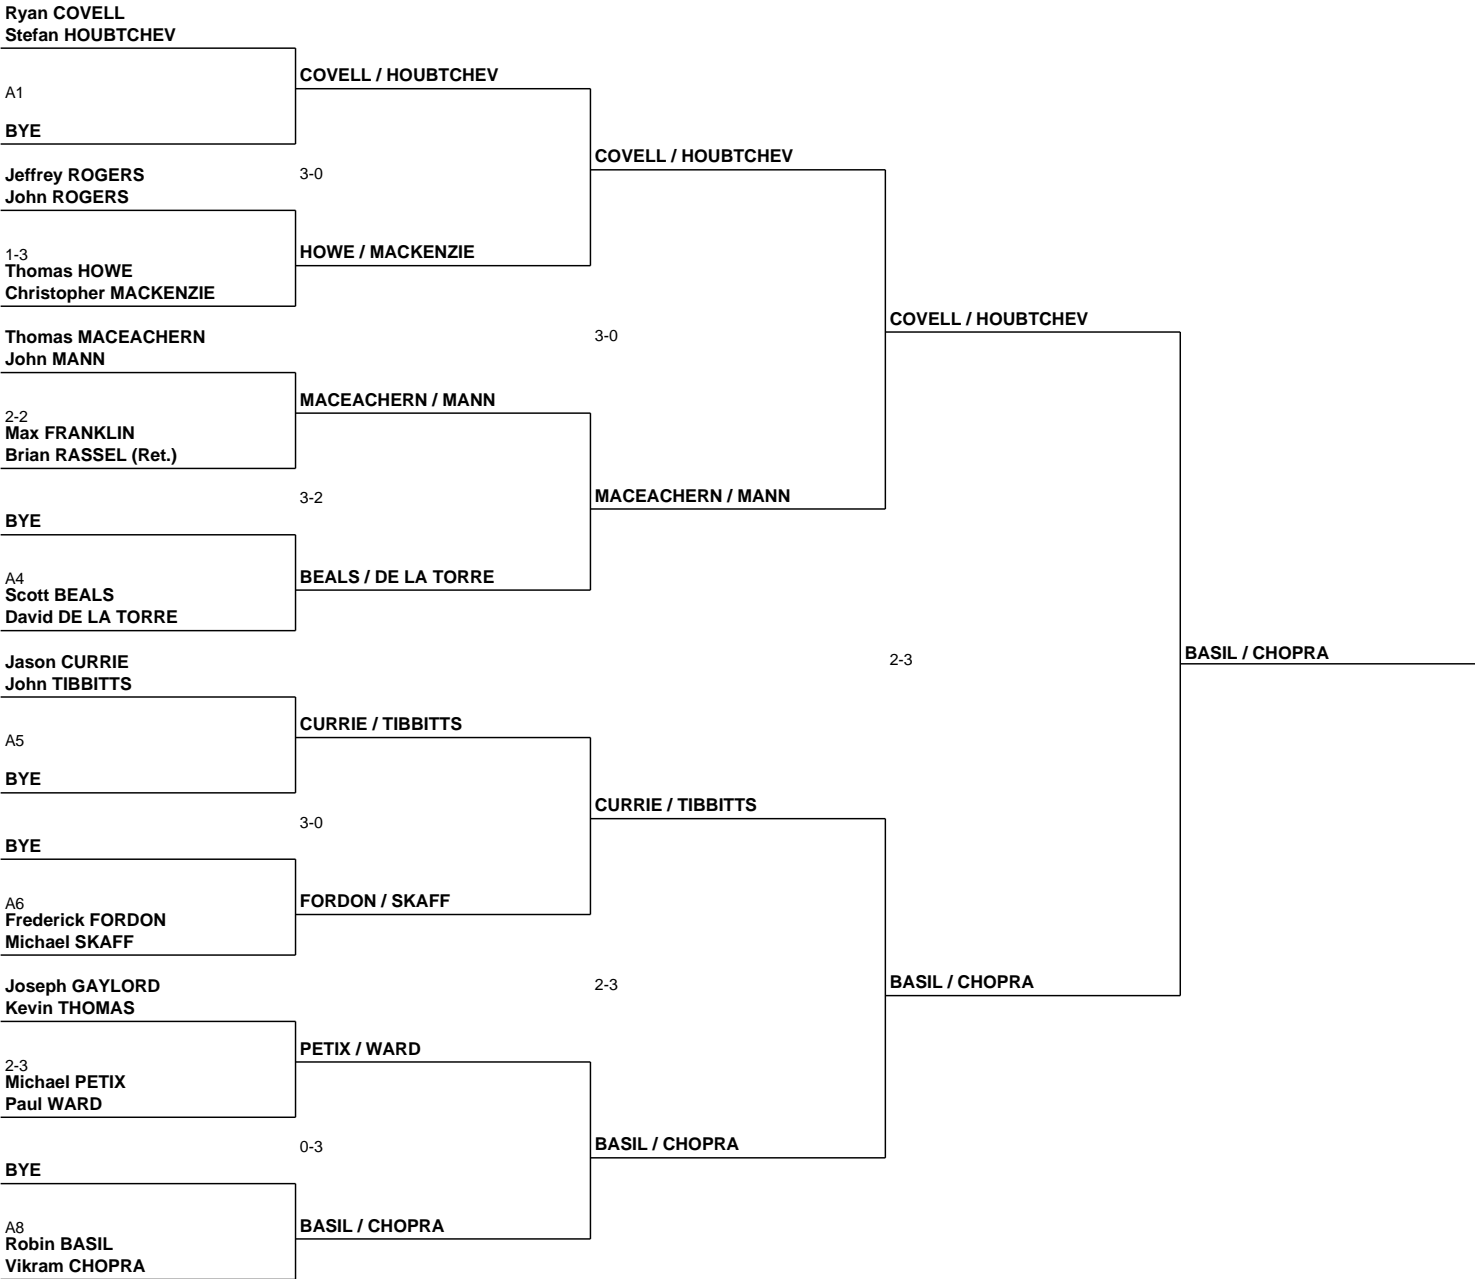 Ryan COVELL
Stefan HOUBTCHEV
A1
BYE
Jeffrey ROGERS
John ROGERS
1-3
Thomas HOWE
Christopher MACKENZIE
Thomas MACEACHERN
John MANN
2-2
Max FRANKLIN
Brian RASSEL (Ret.)
BYE
A4
Scott BEALS
David DE LA TORRE
Jason CURRIE
John TIBBITTS
A5
BYE
BYE
A6
Frederick FORDON
Michael SKAFF
Joseph GAYLORD
Kevin THOMAS
2-3
Michael PETIX
Paul WARD
BYE
A8
Robin BASIL
Vikram CHOPRA
COVELL / HOUBTCHEV
3-0
HOWE / MACKENZIE
MACEACHERN / MANN
3-2
BEALS / DE LA TORRE
CURRIE / TIBBITTS
3-0
FORDON / SKAFF
PETIX / WARD
0-3
BASIL / CHOPRA
COVELL / HOUBTCHEV
3-0
MACEACHERN / MANN
CURRIE / TIBBITTS
2-3
BASIL / CHOPRA
COVELL / HOUBTCHEV
2-3
BASIL / CHOPRA
BASIL / CHOPRA